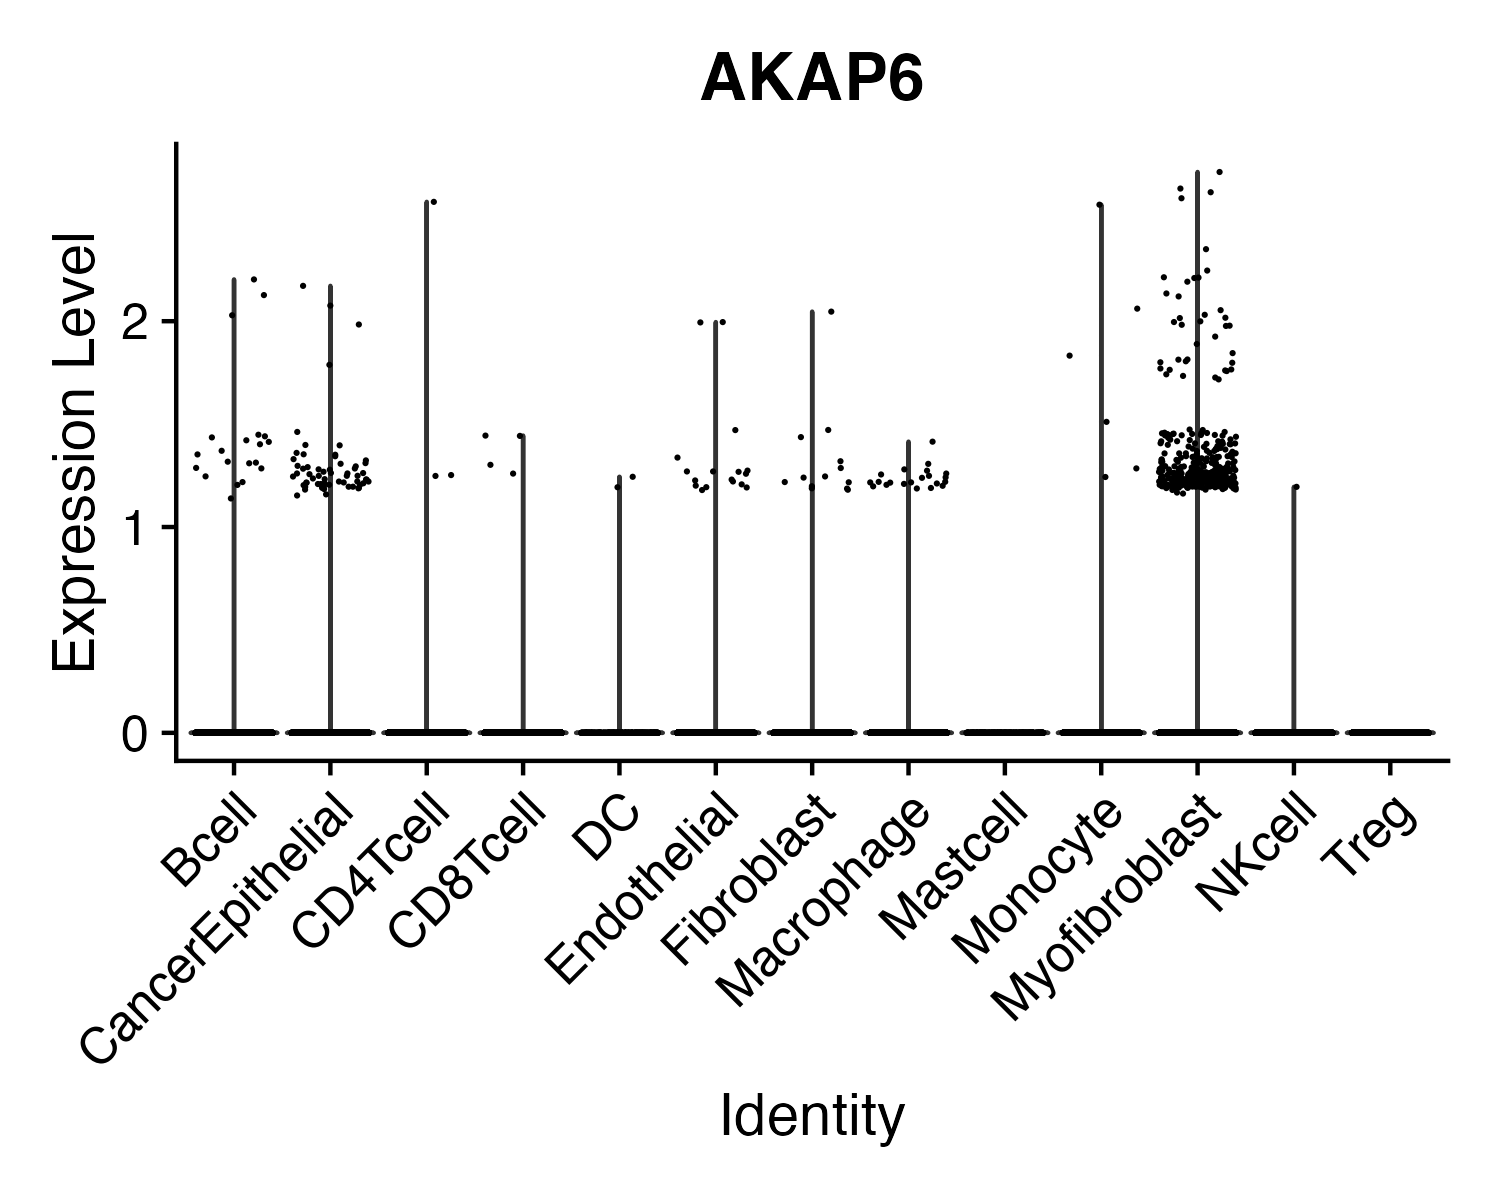 AKAP6
Expression Level
2
1
0
Bcell
CancerEpithelial
CD4Tcell
CD8Tcell
DC
Endothelial
Fibroblast
Macrophage
Mastcell
Monocyte
Myofibroblast
NKcell
Treg
Identity